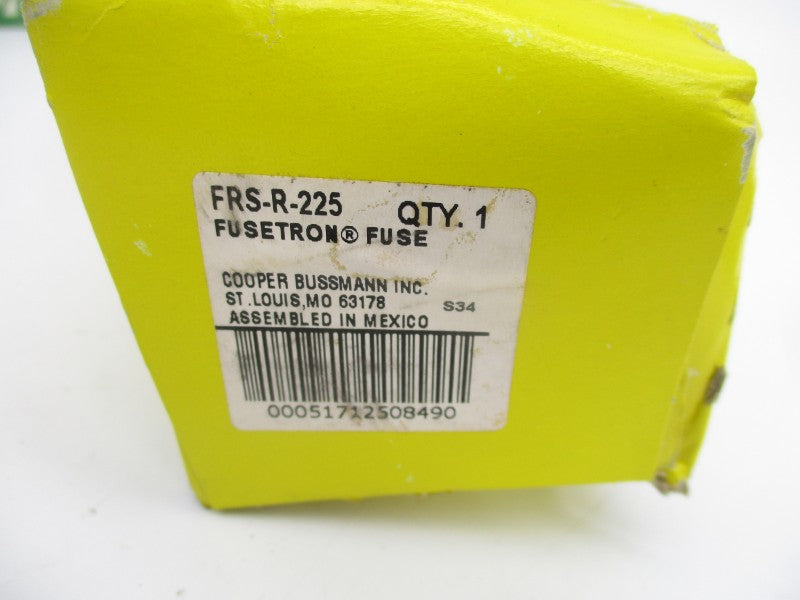 FRS-R-225 QTY. 1
FUSETRON® FUSE
COOPER BUSSMANN INC.
ST.LOUIS,MO 63178 S34
ASSEMBLED IN MEXICO
00051712508490